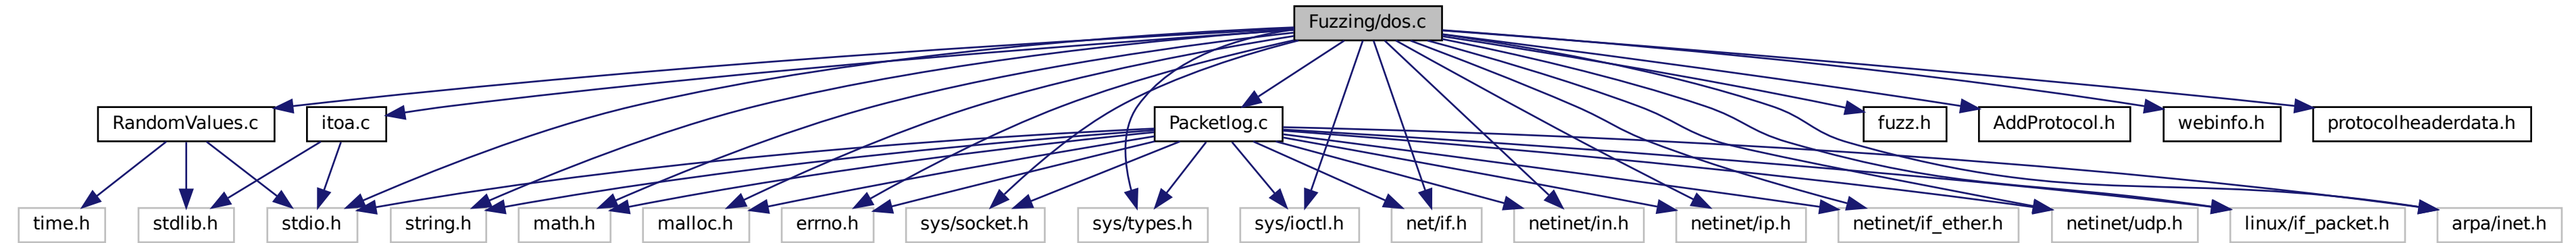 Fuzzing/dos.c
RandomValues.c
itoa.c
Packetlog.c
fuzz.h
AddProtocol.h
webinfo.h
protocolheaderdata.h
time.h
stdlib.h
stdio.h
string.h
math.h
malloc.h
errno.h
sys/socket.h
sys/types.h
sys/ioctl.h
net/if.h
netinet/in.h
netinet/ip.h
netinet/if_ether.h
netinet/udp.h
linux/if_packet.h
arpa/inet.h